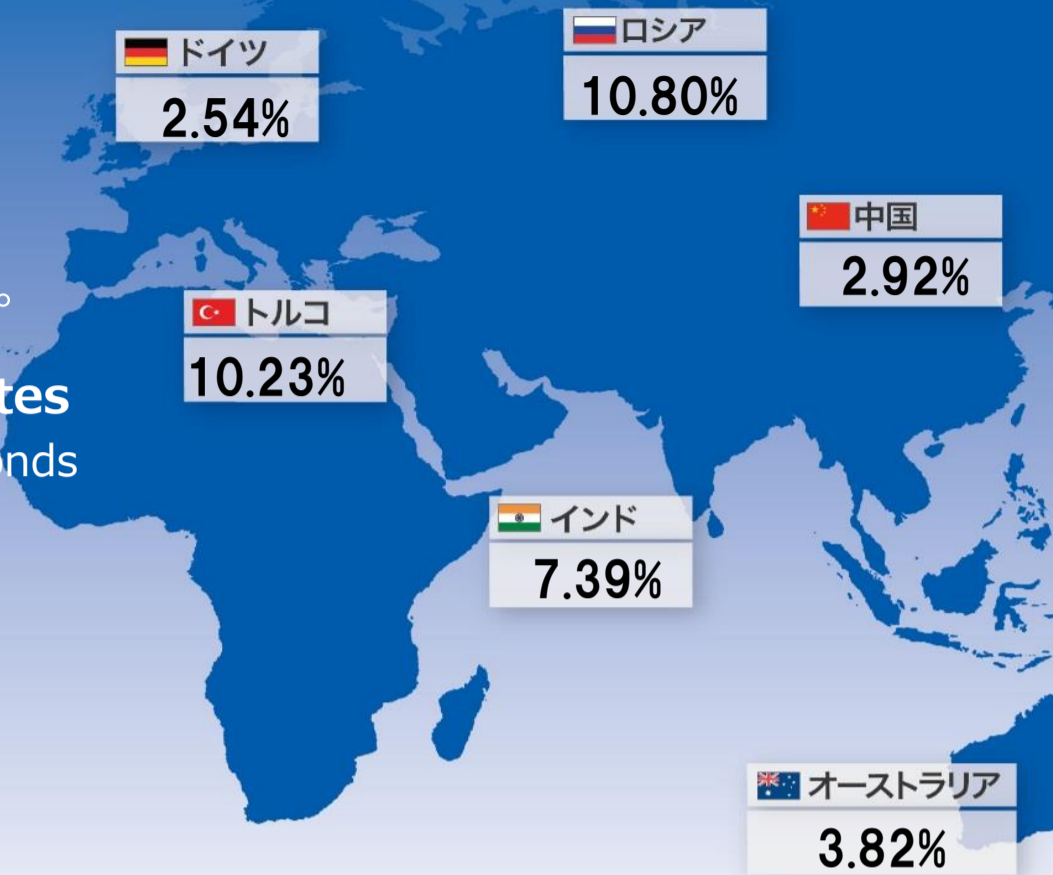 ドイツ
2.54%
ロシア
10.80%
中国
2.92%
。
トルコ
10.23%
tes
onds
インド
7.39%
オーストラリア
3.82%